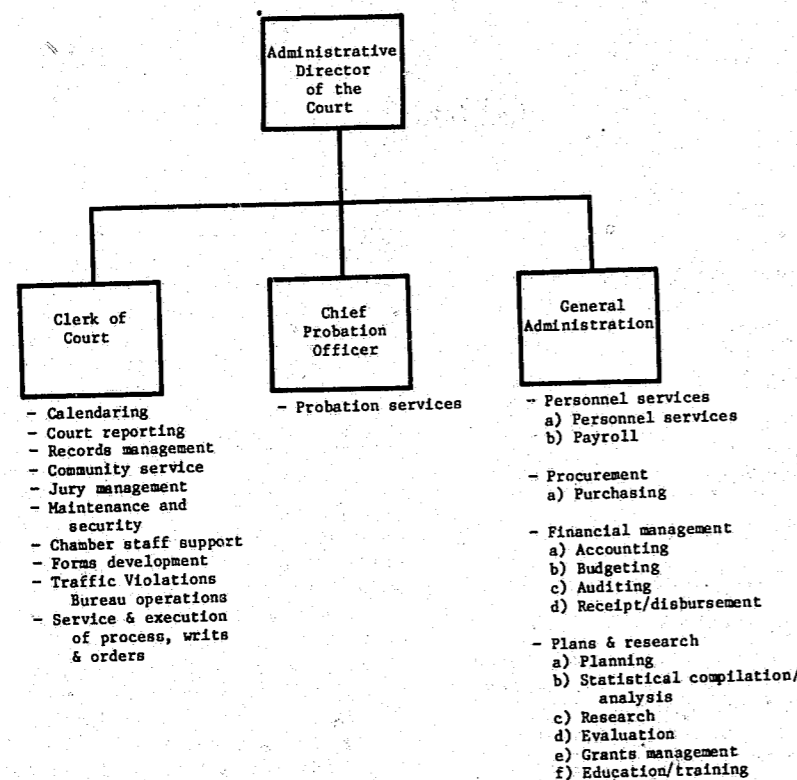 Administrative
Director
of the
Court
Clerk of
Court
- Calendaring
- Court reporting
- Records management
- Community service
- Jury management
- Maintenance and
security
- Chamber staff support
- Forms development
- Traffic Violations
Bureau operations
- Service & execution
of process, writs
& orders
Chief
Probation
Officer
- Probation services
General
Administration
- Personnel services
a) Personnel services
b) Payroll
- Procurement
a) Purchasing
- Financial management
a) Accounting
b) Budgeting
c) Auditing
d) Receipt/disbursement
- Plans & research
a) Planning
b) Statistical compilation/
analysis
c) Research
d) Evaluation
e) Grants management
f) Education/training